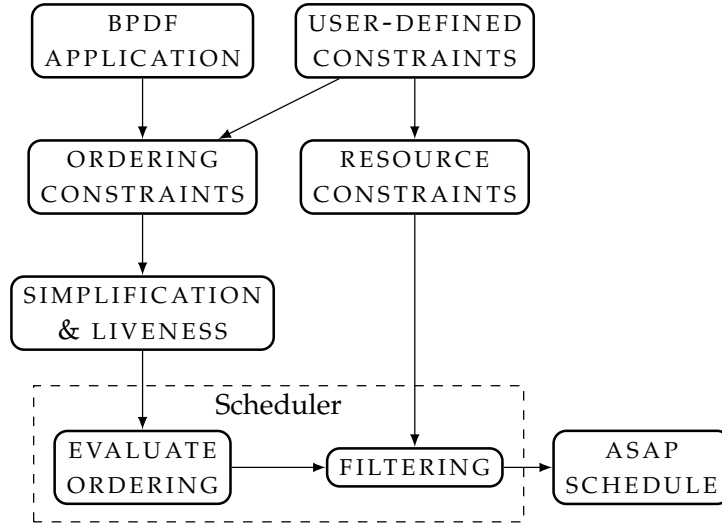 BPDF
APPLICATION
USER-DEFINED
CONSTRAINTS
ORDERING
CONSTRAINTS
RESOURCE
CONSTRAINTS
SIMPLIFICATION
& LIVENESS
Scheduler
EVALUATE
ORDERING
FILTERING
ASAP
SCHEDULE